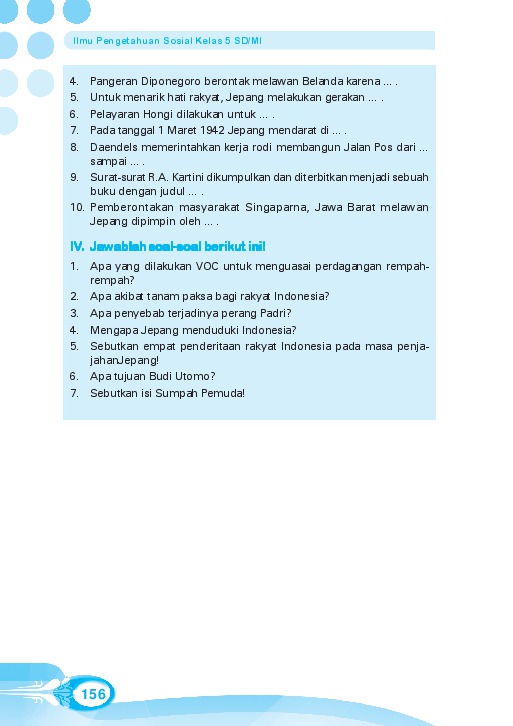 Ilmu Pengetahuan Sosial Kelas 5 SD/MI
4. Pangeran Diponegoro berontak melawan Belanda karena ... .
5. Untuk menarik hati rakyat, Jepang melakukan gerakan ... .
6. Pelayaran Hongi dilakukan untuk ... .
7. Pada tanggal 1 Maret 1942 Jepang mendarat di ... .
8. Daendels memerintahkan kerja rodi membangun Jalan Pos dari ...
sampai ... .
9. Surat-surat R.A. Kartini dikumpulkan dan diterbitkan menjadi sebuah
buku dengan judul ... .
10. Pemberontakan masyarakat Singaparna, Jawa Barat melawan
Jepang dipimpin oleh ... .
IV. Jawablah soal-soal berikut ini!
1. Apa yang dilakukan VOC untuk menguasai perdagangan rempah-
rempah?
2. Apa akibat tanam paksa bagi rakyat Indonesia?
3. Apa penyebab terjadinya perang Padri?
4. Mengapa Jepang menduduki Indonesia?
5. Sebutkan empat penderitaan rakyat Indonesia pada masa penja-
jahanJepang!
6. Apa tujuan Budi Utomo?
7. Sebutkan isi Sumpah Pemuda!
156